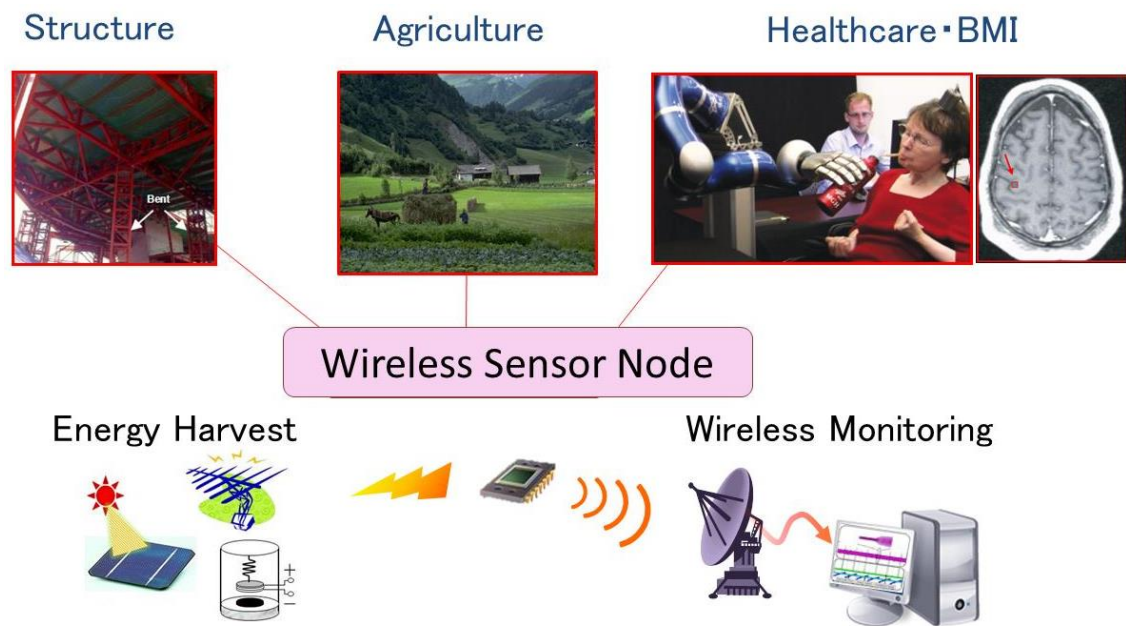 Structure
Agriculture
Healthcare・BMI
Bent
Wireless Sensor Node
Energy Harvest
Wireless Monitoring
+
−